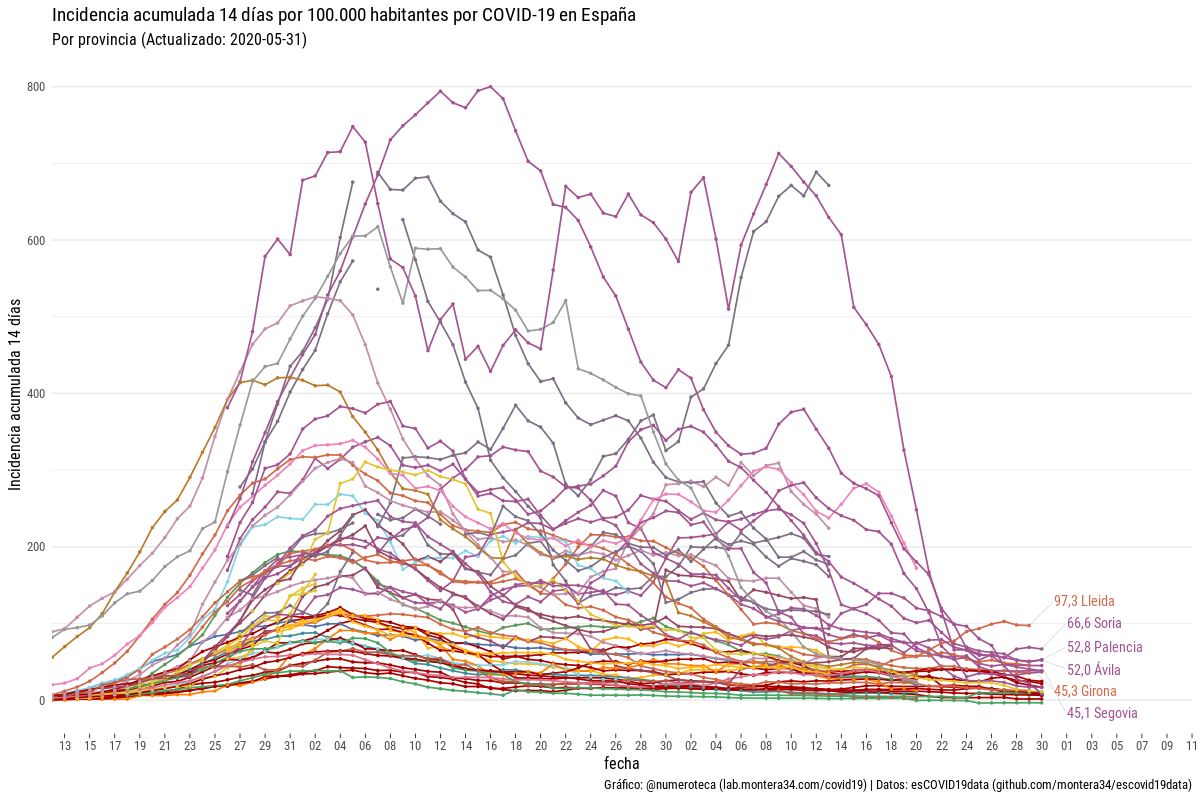 Incidencia acumulada 14 días por 100.000 habitantes por COVID-19 en España
Por provincia (Actualizado: 2020-05-31)
Incidencia acumulada 14 días
800
600
400
200
0
97,3 Lleida
66,6 Soria
52,8 Palencia
52,0 Ávila
45,3 Girona
45,1 Segovia
13 15 17 19 21 23 25 27 29 31 02 04 06 08 10 12 14 16 18 20 22 24 26 28 30 02 04 06 08 10 12 14 16 18 20 22 24 26 28 30 01 03 05 07 09 11
fecha
Gráfico: @numeroteca (lab.montera34.com/covid19) | Datos: esCOVID19data (github.com/montera34/escovid19data)